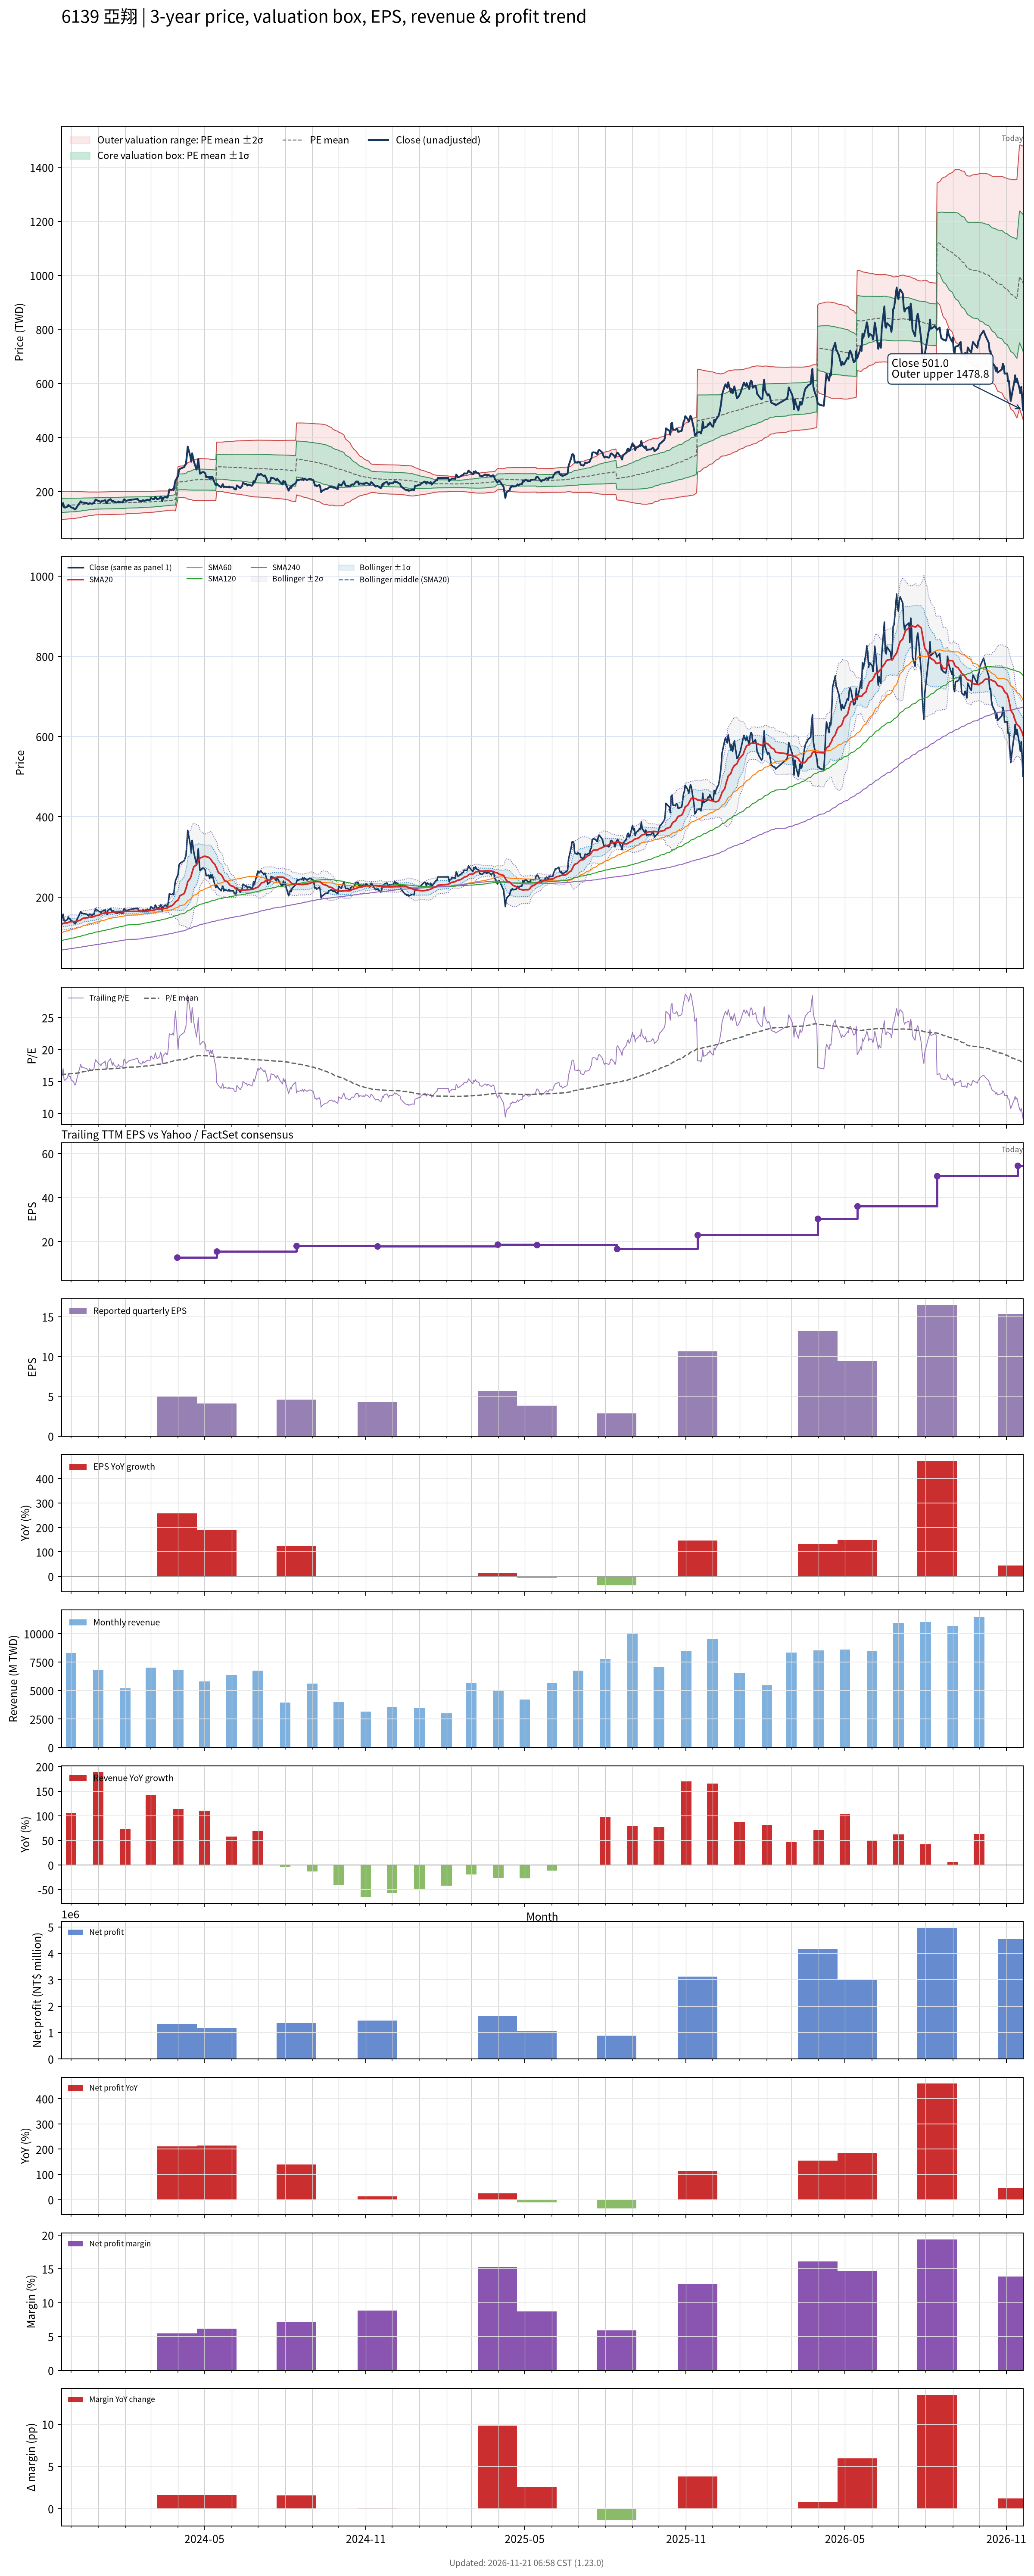 6139 亞翔 | 3-year price, valuation box, EPS, revenue & profit trend
Outer valuation range: PE mean ±2σ
PE mean
Close (unadjusted)
Core valuation box: PE mean ±1σ
Today
Price (TWD)
1400
1200
1000
800
600
400
200
Close 501.0
Outer upper 1478.8
Close (same as panel 1)
SMA20
SMA60
SMA120
SMA240
Bollinger ±2σ
Bollinger ±1σ
Bollinger middle (SMA20)
Price
1000
800
600
400
200
Trailing P/E
P/E mean
P/E
25
20
15
10
Trailing TTM EPS vs Yahoo / FactSet consensus
Today
EPS
60
40
20
Reported quarterly EPS
EPS
15
10
5
0
EPS YoY growth
YoY (%)
400
300
200
100
0
Monthly revenue
Revenue (M TWD)
10000
7500
5000
2500
0
Revenue YoY growth
YoY (%)
200
150
100
50
0
-50
Month
1e6
Net profit
Net profit (NT$ million)
5
4
3
2
1
0
Net profit YoY
YoY (%)
400
300
200
100
0
Net profit margin
Margin (%)
20
15
10
5
0
Margin YoY change
Δ margin (pp)
10
5
0
2024-05
2024-11
2025-05
2025-11
2026-05
2026-11
Updated: 2026-11-21 06:58 CST (1.23.0)